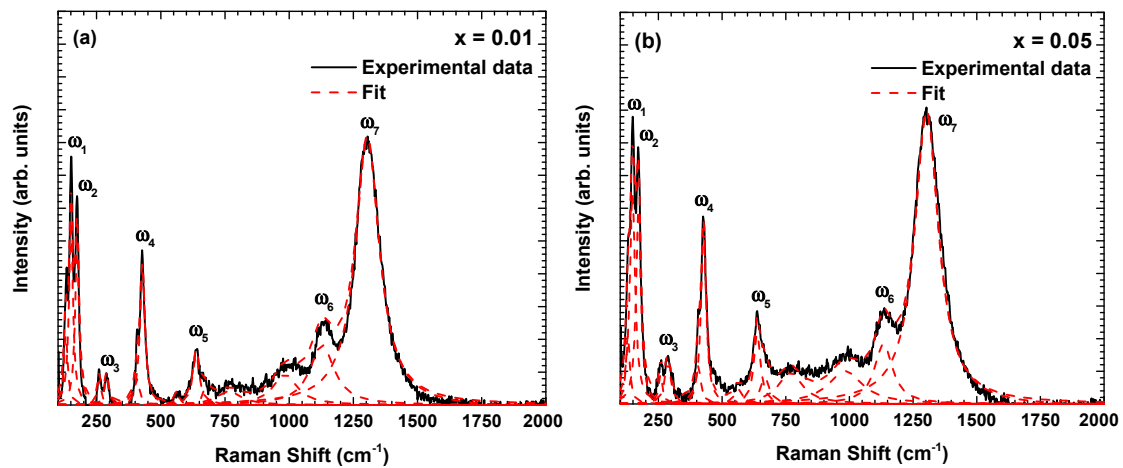 (a)
x = 0.01
Experimental data
Fit
ω1
ω2
ω3
ω4
ω5
ω6
ω7
Intensity (arb. units)
250 500 750 1000 1250 1500 1750 2000
Raman Shift (cm-1)
(b)
x = 0.05
Experimental data
Fit
ω1
ω2
ω3
ω4
ω5
ω6
ω7
Intensity (arb. units)
250 500 750 1000 1250 1500 1750 2000
Raman Shift (cm-1)